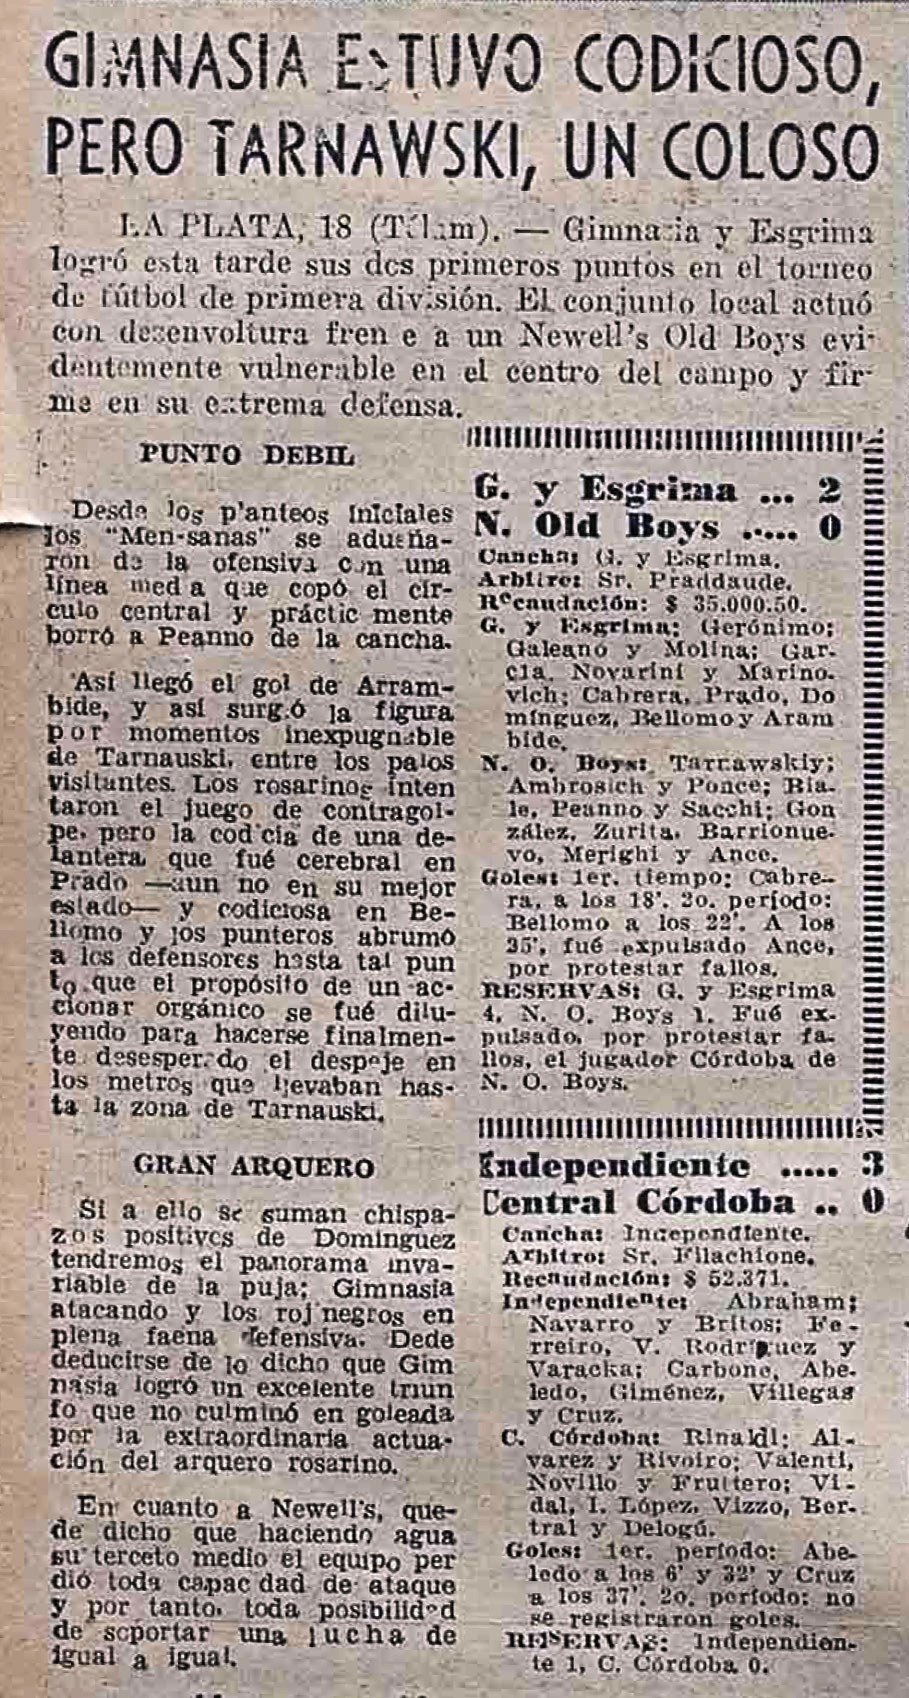 GIMNASIA ESTUVO CODICIOSO,
PERO TARNAWSKI, UN COLOSO
LA PLATA, 18 (Télam). — Gimnasia y Esgrima
logró esta tarde sus dos primeros puntos en el torneo
de fútbol de primera división. El conjunto local actuó
con desenvoltura fren e a un Newell's Old Boys evi-
dentemente vulnerable en el centro del campo y fir-
me en su extrema defensa.
PUNTO DEBIL
Desde los p'anteos iniciales
los "Men-sanas" se adueña-
ron de la ofensiva con una
línea med a que copó el cír-
culo central y práctic mente
borró a Peanno de la cancha.
Así llegó el gol de Arram-
bide, y así surgió la figura
por momentos inexpugnable
de Tarnauski, entre los palos
visitantes. Los rosarinos inten
taron el juego de contragol-
pe, pero la cod cia de una de-
lantera, que fué cerebral en
Prado —aun no en su mejor
estado— y codiciosa en Be-
llomo y los punteros abrumó
a los defensores hasta tal pun
to que el propósito de un ac-
cionar orgánico se fué dilu-
yendo para hacerse finalmen-
te desesperado el despeje en
los metros que llevaban has-
ta la zona de Tarnauski.
GRAN ARQUERO
Si a ello se suman chispa-
zos positivos de Domínguez
tendremos el panorama inva-
riable de la puja; Gimnasia
atacando y los roj negros en
plena faena defensiva. Dede
deducirse de lo dicho que Gim
nasia logró un excelente triun
fo que no culminó en goleada
por la extraordinaria actua-
ción del arquero rosarino.
En cuanto a Newell's, que-
de dicho que haciendo agua
su terceto medio el equipo per
dió toda capac dad de ataque
y por tanto, toda posibilidad
de soportar una lucha de
igual a igual.
G. y Esgrima ... 2
N. Old Boys ..... 0
Cancha: G. y Esgrima.
Arbitro: Sr. Praddaude.
Recaudación: $ 35.000.50.
G. y Esgrima: Gerónimo;
Galeano y Molina; Gar-
cía, Novarini y Marino-
vich; Cabrera, Prado, Do
mínguez, Bellomo y Aram
bide.
N. O. Boys: Tarrawskiy;
Ambrosich y Ponce; Bia-
le, Peanno y Sacchi; Gon
zález, Zurita, Barrionue-
vo, Merighi y Ance.
Goles: 1er. tiempo: Cabre-
ra, a los 18'. 2o. período:
Bellomo a los 22'. A los
35', fué expulsado Ance,
por protestar fallos.
RESERVAS: G. y Esgrima
4, N. O. Boys 1. Fué ex-
pulsado, por protestar fa-
llos, el jugador Córdoba de
N. O. Boys.
Independiente ..... 3
Central Córdoba .. 0
Cancha: Independiente.
Arbitro: Sr. Filachione.
Recaudación: $ 52.371.
Independiente: Abraham;
Navarro y Britos; Fe-
rreiro, V. Rodríguez y
Varacka; Carbone, Abe-
ledo, Giménez, Villegas
y Cruz.
C. Córdoba: Rinaldi; Al-
varez y Rivoiro; Valenti,
Novillo y Fruttero; Vi-
dal, I. López, Vizzo, Ber-
tral y Delogú.
Goles: 1er. período: Abe-
ledo a los 6' y 32' y Cruz
a los 37'. 2o. período: no
se registraron goles.
RESERVAS: Independien-
te 1, C. Córdoba 0.